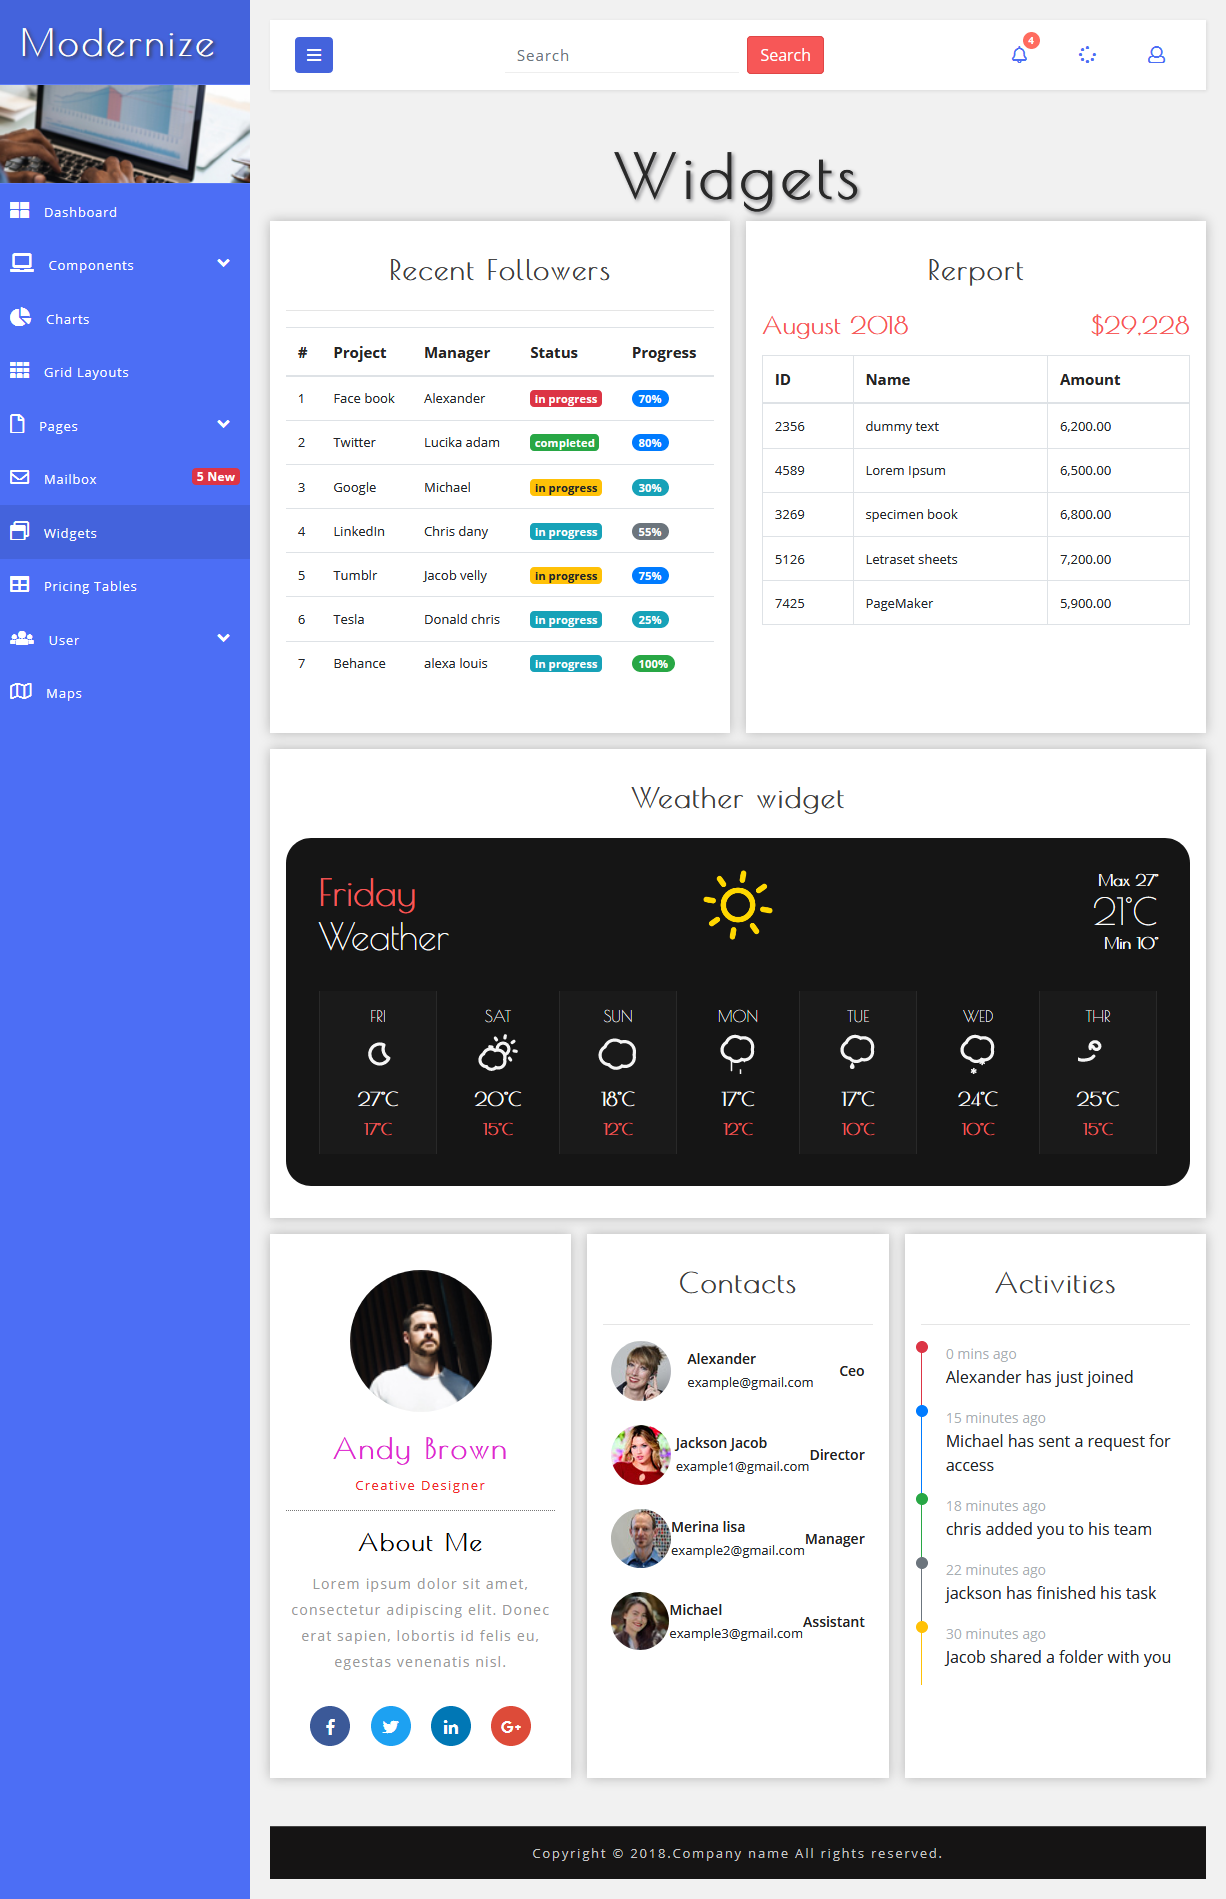 Modernize
Search
Search
4
Dashboard
Components
Charts
Grid Layouts
Pages
Mailbox
5 New
Widgets
Pricing Tables
User
Maps
Widgets
Recent Followers
# Project Manager Status Progress
1 Face book Alexander in progress 70%
2 Twitter Lucika adam completed 80%
3 Google Michael in progress 30%
4 LinkedIn Chris dany in progress 55%
5 Tumblr Jacob velly in progress 75%
6 Tesla Donald chris in progress 25%
7 Behance alexa louis in progress 100%
Rerport
August 2018 $29,228
ID Name Amount
2356 dummy text 6,200.00
4589 Lorem Ipsum 6,500.00
3269 specimen book 6,800.00
5126 Letraset sheets 7,200.00
7425 PageMaker 5,900.00
Weather widget
Friday
Weather
Max 27°
21°C
Min 10°
FRI SAT SUN MON TUE WED THR
27°C 20°C 18°C 17°C 17°C 24°C 25°C
17°C 15°C 12°C 12°C 10°C 10°C 15°C
Andy Brown
Creative Designer
About Me
Lorem ipsum dolor sit amet,
consectetur adipiscing elit. Donec
erat sapien, lobortis id felis eu,
egestas venenatis nisl.
Contacts
Alexander
example@gmail.com
Ceo
Jackson Jacob
example1@gmail.com
Director
Merina lisa
example2@gmail.com
Manager
Michael
example3@gmail.com
Assistant
Activities
0 mins ago
Alexander has just joined
15 minutes ago
Michael has sent a request for
access
18 minutes ago
chris added you to his team
22 minutes ago
jackson has finished his task
30 minutes ago
Jacob shared a folder with you
Copyright © 2018.Company name All rights reserved.